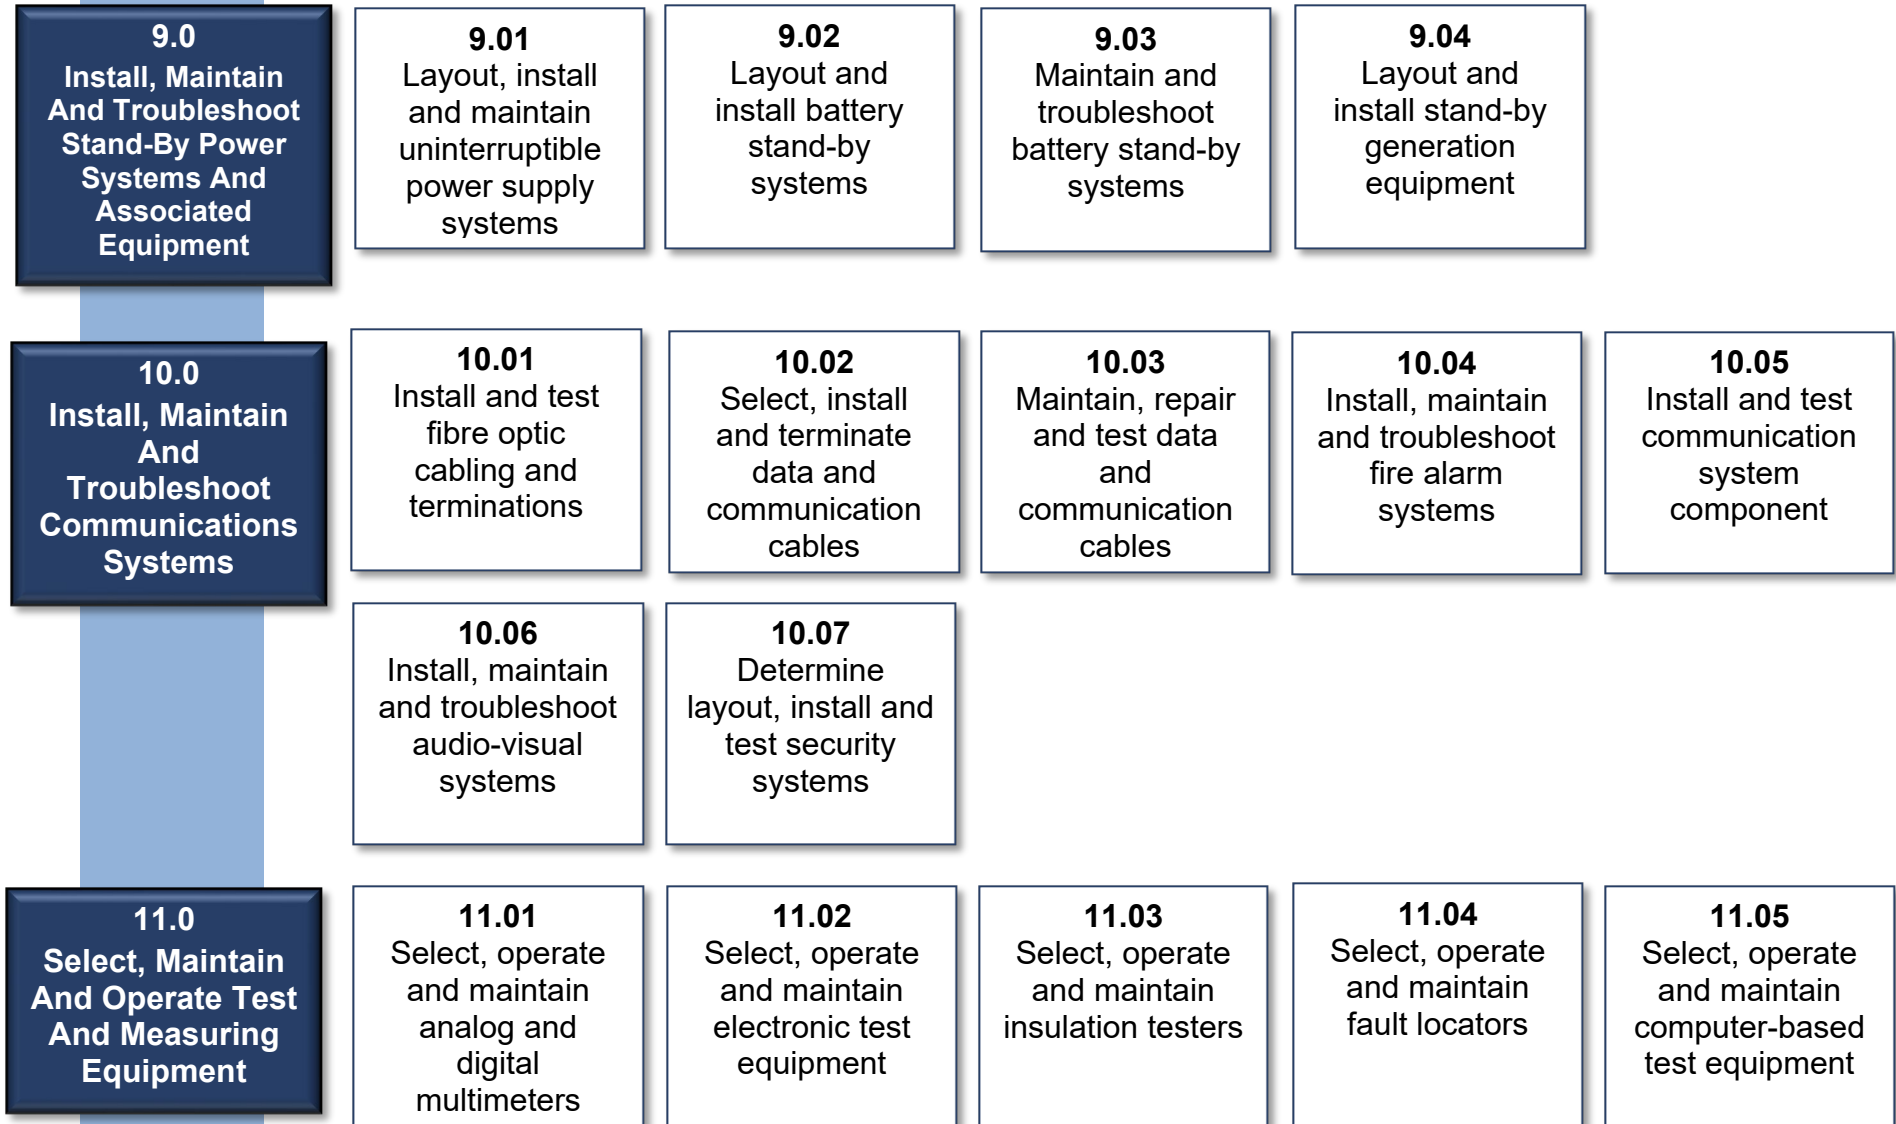 9.0
Install, Maintain
And Troubleshoot
Stand-By Power
Systems And
Associated
Equipment
9.01
Layout, install
and maintain
uninterruptible
power supply
systems
9.02
Layout and
install battery
stand-by
systems
9.03
Maintain and
troubleshoot
battery stand-by
systems
9.04
Layout and
install stand-by
generation
equipment
10.0
Install, Maintain
And
Troubleshoot
Communications
Systems
10.01
Install and test
fibre optic
cabling and
terminations
10.02
Select, install
and terminate
data and
communication
cables
10.03
Maintain, repair
and test data
and
communication
cables
10.04
Install, maintain
and troubleshoot
fire alarm
systems
10.05
Install and test
communication
system
component
10.06
Install, maintain
and troubleshoot
audio-visual
systems
10.07
Determine
layout, install and
test security
systems
11.0
Select, Maintain
And Operate Test
And Measuring
Equipment
11.01
Select, operate
and maintain
analog and
digital
multimeters
11.02
Select, operate
and maintain
electronic test
equipment
11.03
Select, operate
and maintain
insulation testers
11.04
Select, operate
and maintain
fault locators
11.05
Select, operate
and maintain
computer-based
test equipment